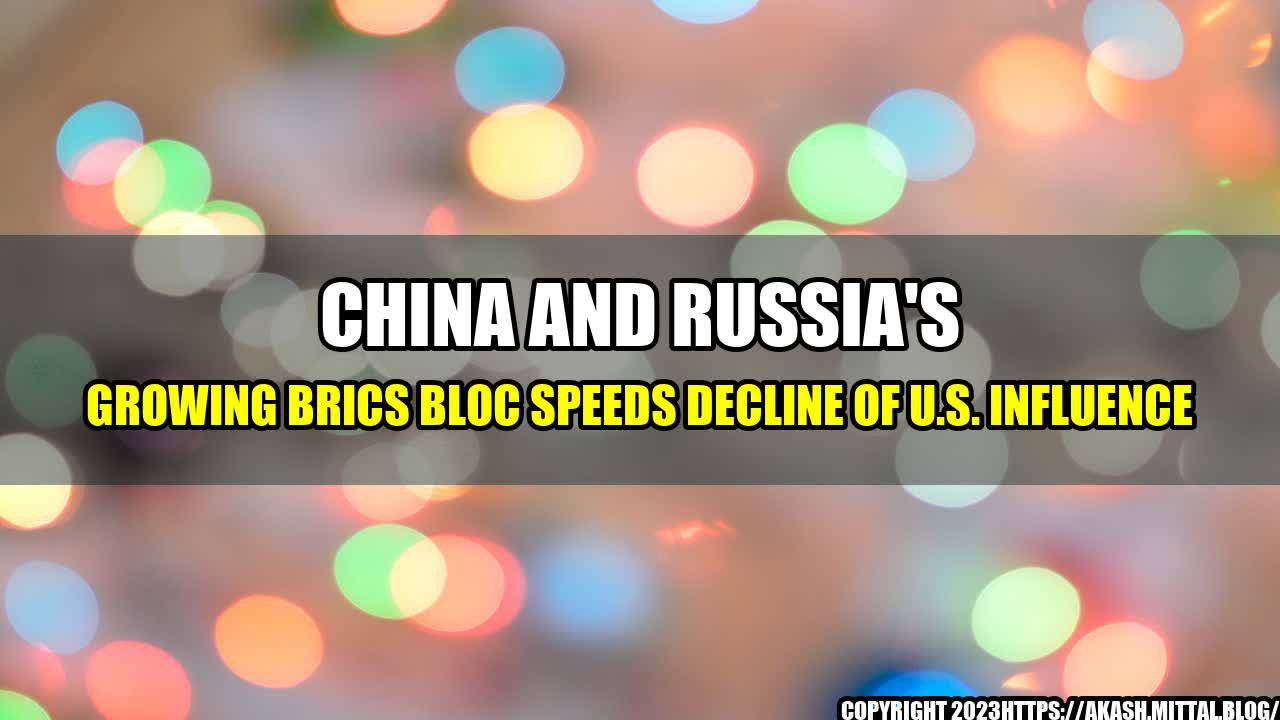 CHINA AND RUSSIA'S
GROWING BRICS BLOC SPEEDS DECLINE OF U.S. INFLUENCE
COPYRIGHT 2023HTTPS://AKASH.MITTAL.BLOG/